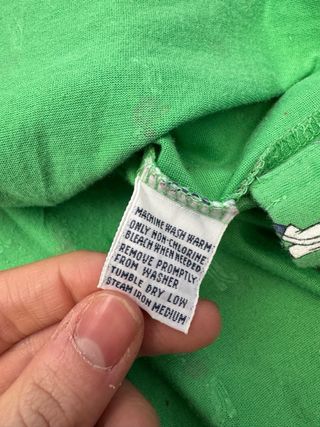 MACHINE WASH WARM
ONLY NON-CHLORINE
BLEACH WHEN NEEDED
REMOVE PROMPTLY
FROM WASHER
TUMBLE DRY LOW
STEAM IRON MEDIUM